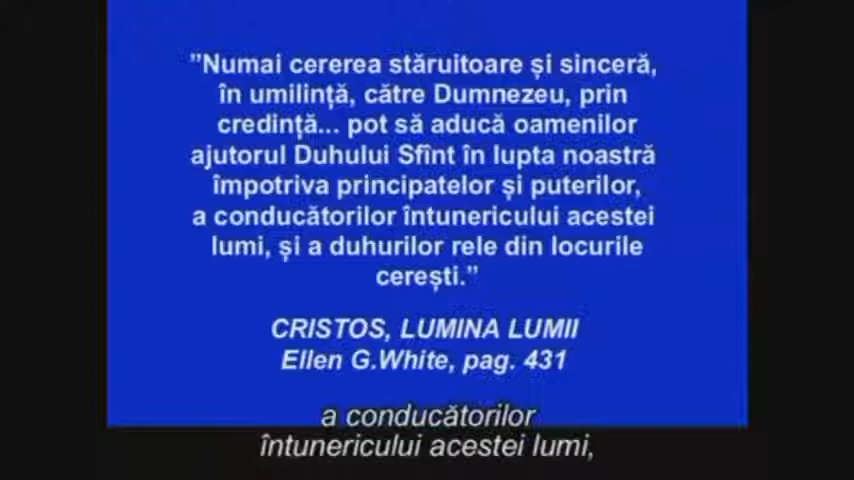 ”Numai cererea stăruitoare și sinceră,
în umilință, către Dumnezeu, prin
credință... pot să aducă oamenilor
ajutorul Duhului Sfînt în lupta noastră
împotriva principatelor și puterilor,
a conducătorilor întunericului acestei
lumi, și a duhurilor rele din locurile
cerești.”
CRISTOS, LUMINA LUMII
Ellen G.White, pag. 431
a conducătorilor
întunericului acestei lumi,